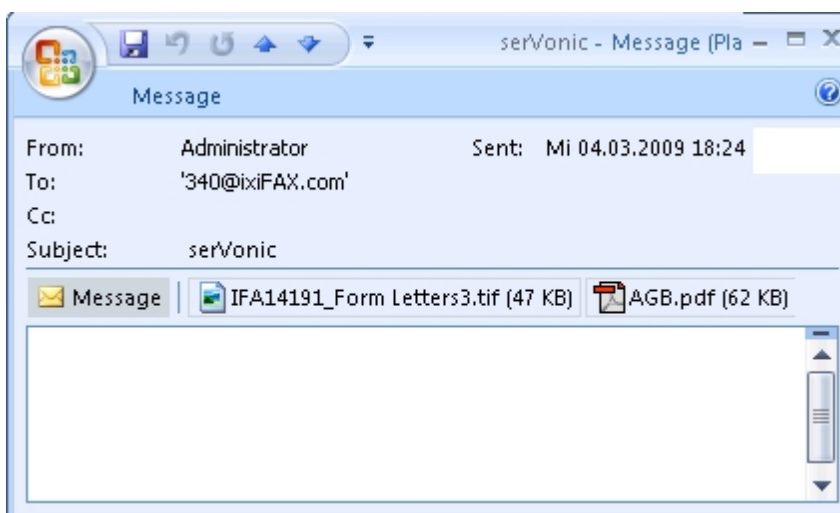 serVonic - Message (Pla
Message
From: Administrator Sent: Mi 04.03.2009 18:24
To: '340@ixiFAX.com'
Cc:
Subject: serVonic
Message IFA14191_Form Letters3.tif (47 KB) AGB.pdf (62 KB)